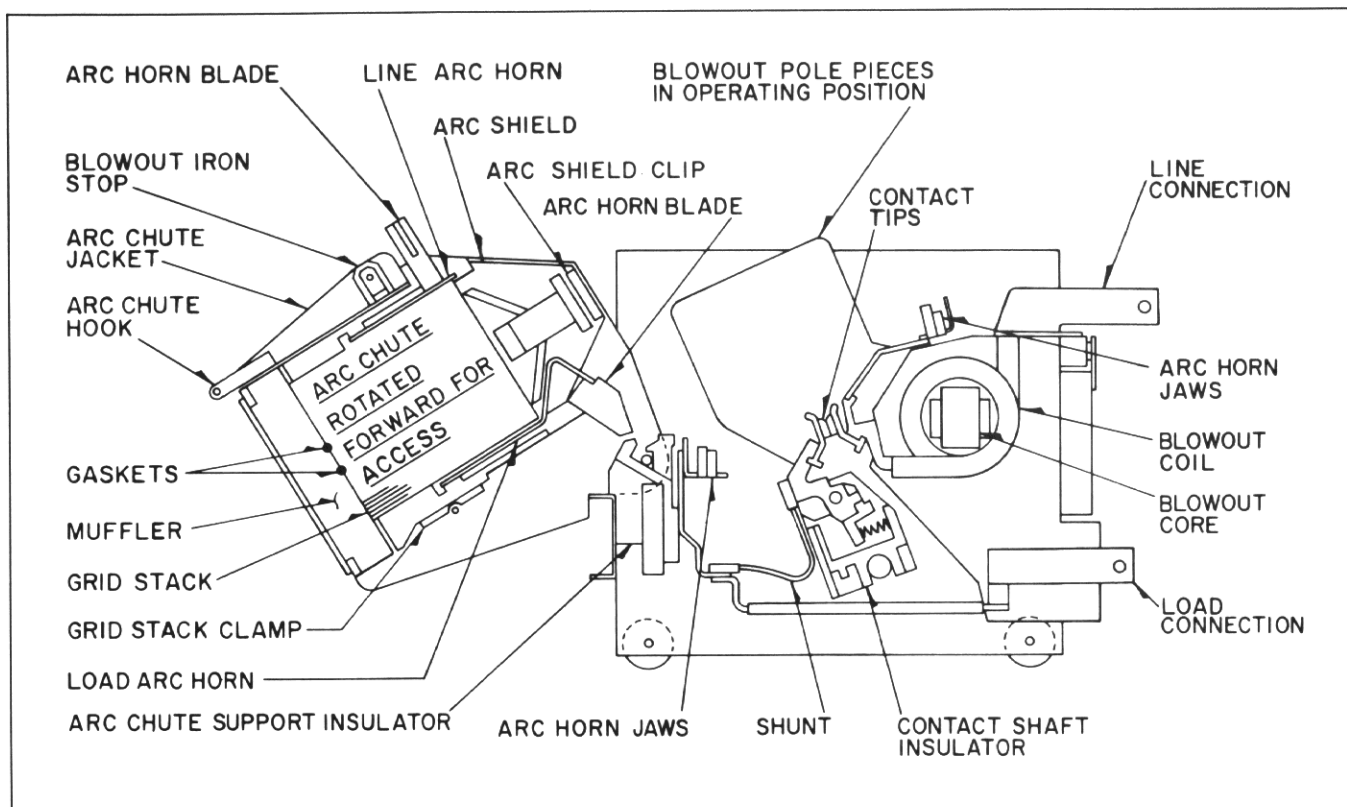 ARC HORN BLADE
LINE ARC HORN
BLOWOUT POLE PIECES
IN OPERATING POSITION
ARC SHIELD
BLOWOUT IRON
STOP
ARC SHIELD CLIP
LINE
CONNECTION
CONTACT
TIPS
ARC HORN BLADE
ARC CHUTE
JACKET
ARC CHUTE
HOOK
ARC CHUTE
ROTATED
FORWARD FOR
ACCESS
ARC HORN
JAWS
GASKETS
BLOWOUT
COIL
MUFFLER
BLOWOUT
CORE
GRID STACK
GRID STACK CLAMP
LOAD
CONNECTION
LOAD ARC HORN
ARC CHUTE SUPPORT INSULATOR
ARC HORN JAWS
SHUNT
CONTACT SHAFT
INSULATOR